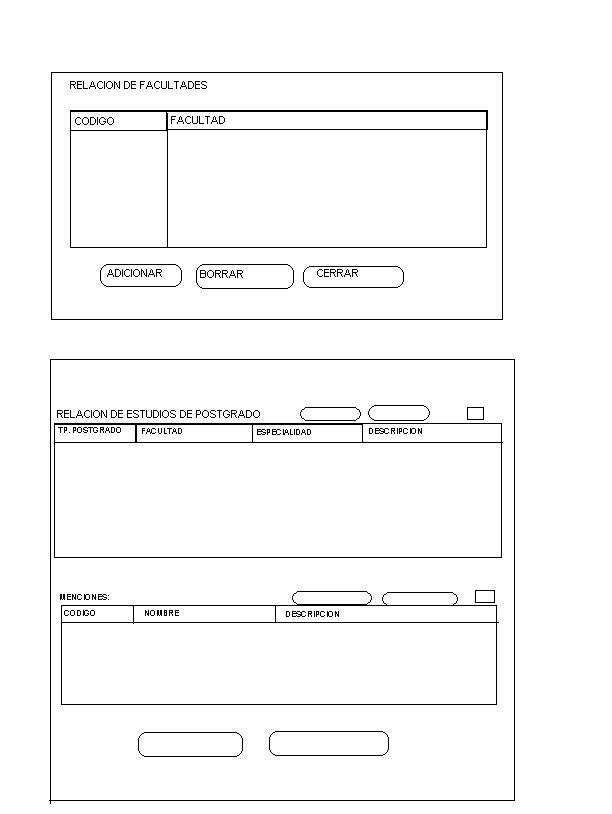 RELACION DE FACULTADES
CODIGO FACULTAD
ADICIONAR BORRAR CERRAR
RELACION DE ESTUDIOS DE POSTGRADO
TP. POSTGRADO FACULTAD ESPECIALIDAD DESCRIPCION
MENCIONES:
CODIGO NOMBRE DESCRIPCION